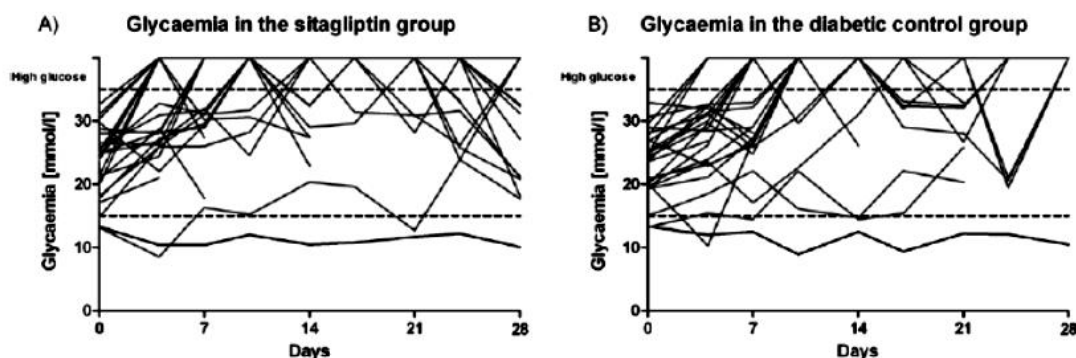 A) Glycaemia in the sitagliptin group
High glucose
Glycaemia [mmol/l]
30
20
10
0
0 7 14 21 28
Days
B) Glycaemia in the diabetic control group
High glucose
Glycaemia [mmol/l]
30
20
10
0
0 7 14 21 28
Days